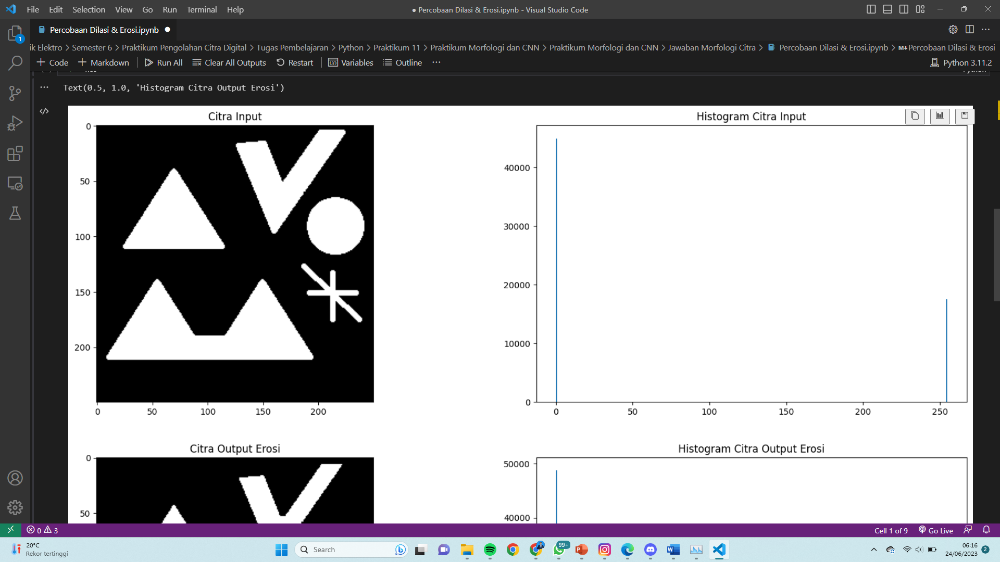 File Edit Selection View Go Run Terminal Help
● Percobaan Dilasi & Erosi.ipynb - Visual Studio Code
Percobaan Dilasi & Erosi.ipynb ●
ik Elektro > Semester 6 > Praktikum Pengolahan Citra Digital > Tugas Pembelajaran > Python > Praktikum 11 > Praktikum Morfologi dan CNN > Praktikum Morfologi dan CNN > Jawaban Morfologi Citra > Percobaan Dilasi & Erosi.ipynb > M↓Percobaan Dilasi & Erosi
+ Code + Markdown Run All Clear All Outputs Restart Variables Outline ··· Python 3.11.2
1
Text(0.5, 1.0, 'Histogram Citra Output Erosi')
Citra Input
0
50
100
150
200
0 50 100 150 200
Histogram Citra Input
40000
30000
20000
10000
0
0 50 100 150 200 250
Citra Output Erosi
0
50
Histogram Citra Output Erosi
50000
40000
0 3
Cell 1 of 9 Go Live
20°C
Rekor tertinggi
Search
99+
06:16
24/06/2023
2